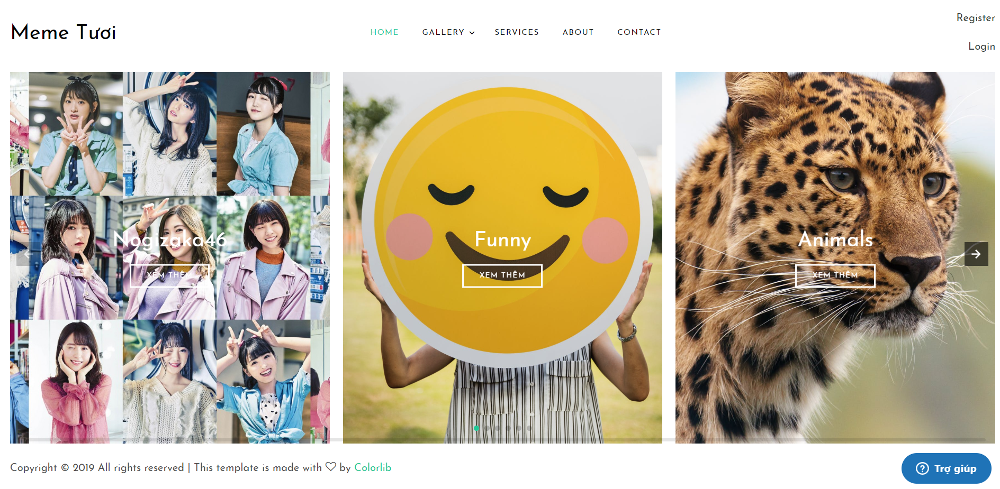 Meme Tươi
HOME
GALLERY
SERVICES
ABOUT
CONTACT
Register
Login
Nogizaka46
XEM THÊM
Funny
XEM THÊM
Animals
XEM THÊM
Copyright © 2019 All rights reserved | This template is made with ♡ by Colorlib
Trợ giúp